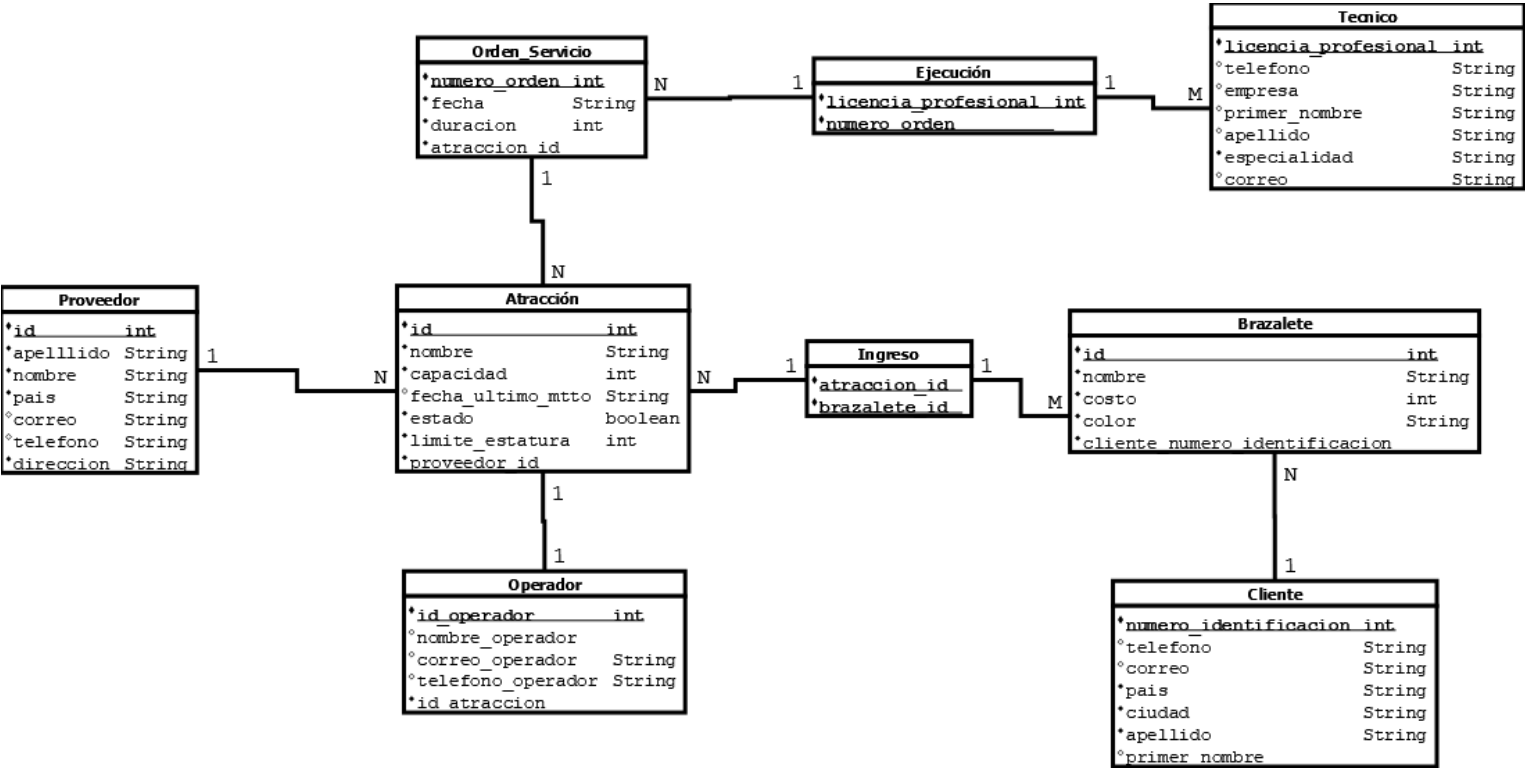 Tecnico
licencia_profesional int
telefono String
empresa String
primer_nombre String
apellido String
especialidad String
correo String
Orden_Servicio
numero_orden int
fecha String
duracion int
atraccion_id
N
1
Ejecución
licencia_profesional int
numero_orden
1
M
1
N
Proveedor
id int
apelllido String
nombre String
pais String
correo String
telefono String
direccion String
1
N
Atracción
id int
nombre String
capacidad int
fecha_ultimo_mtto String
estado boolean
limite_estatura int
proveedor_id
N
1
Ingreso
atraccion_id
brazalete_id
1
M
Brazalete
id int
nombre String
costo int
color String
cliente_numero_identificacion
1
1
N
1
Operador
id_operador int
nombre_operador
correo_operador String
telefono_operador String
id_atraccion
Cliente
numero_identificacion int
telefono String
correo String
pais String
ciudad String
apellido String
primer_nombre